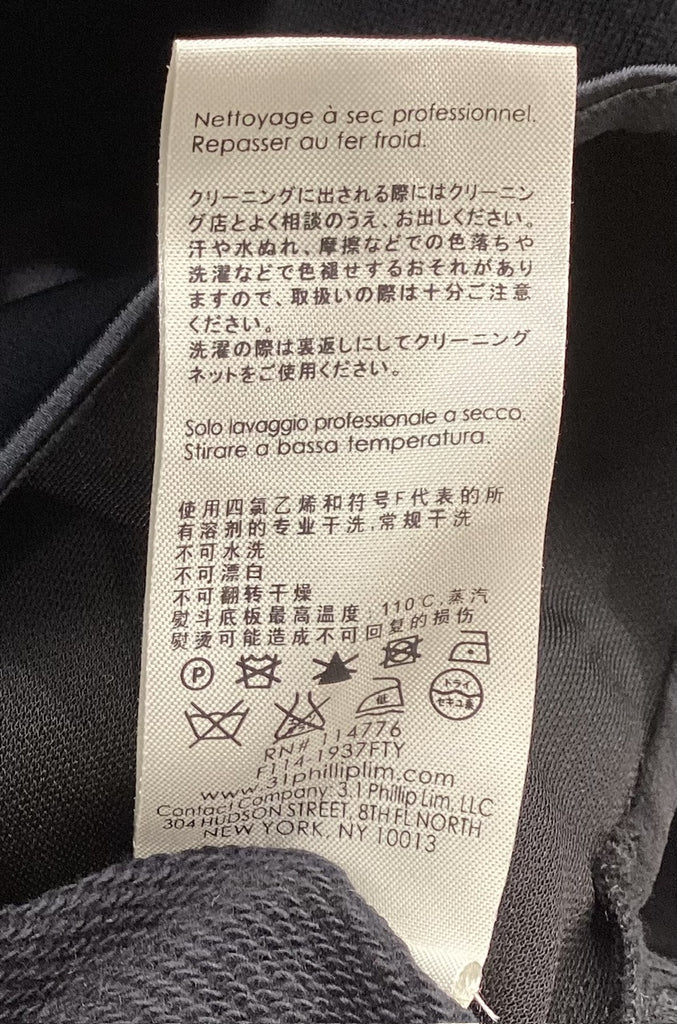 Nettoyage à sec professionnel.
Repasser au fer froid.
クリーニングに出される際にはクリーニン
グ店とよく相談のうえ、お出しください。
汗や水ぬれ、摩擦などでの色落ちや
洗濯などで色褪せするおそれがあり
ますので、取扱いの際は十分ご注意
ください。
洗濯の際は裏返しにしてクリーニング
ネットをご使用ください。
Solo lavaggio professionale a secco.
Stirare a bassa temperatura.
使用四氯乙烯和符号F代表的所
有溶剂的专业干洗,常规干洗
不可水洗
不可漂白
不可翻转干燥
熨斗底板最高温度:110℃,蒸汽
熨烫可能造成不可回复的损伤
P
低
ドライ
セキユ系
RN# 114776
F114-1937FTY
www.31philliplim.com
Contact Company: 3.1 Phillip Lim, LLC
304 HUDSON STREET, 8TH FL NORTH
NEW YORK, NY 10013